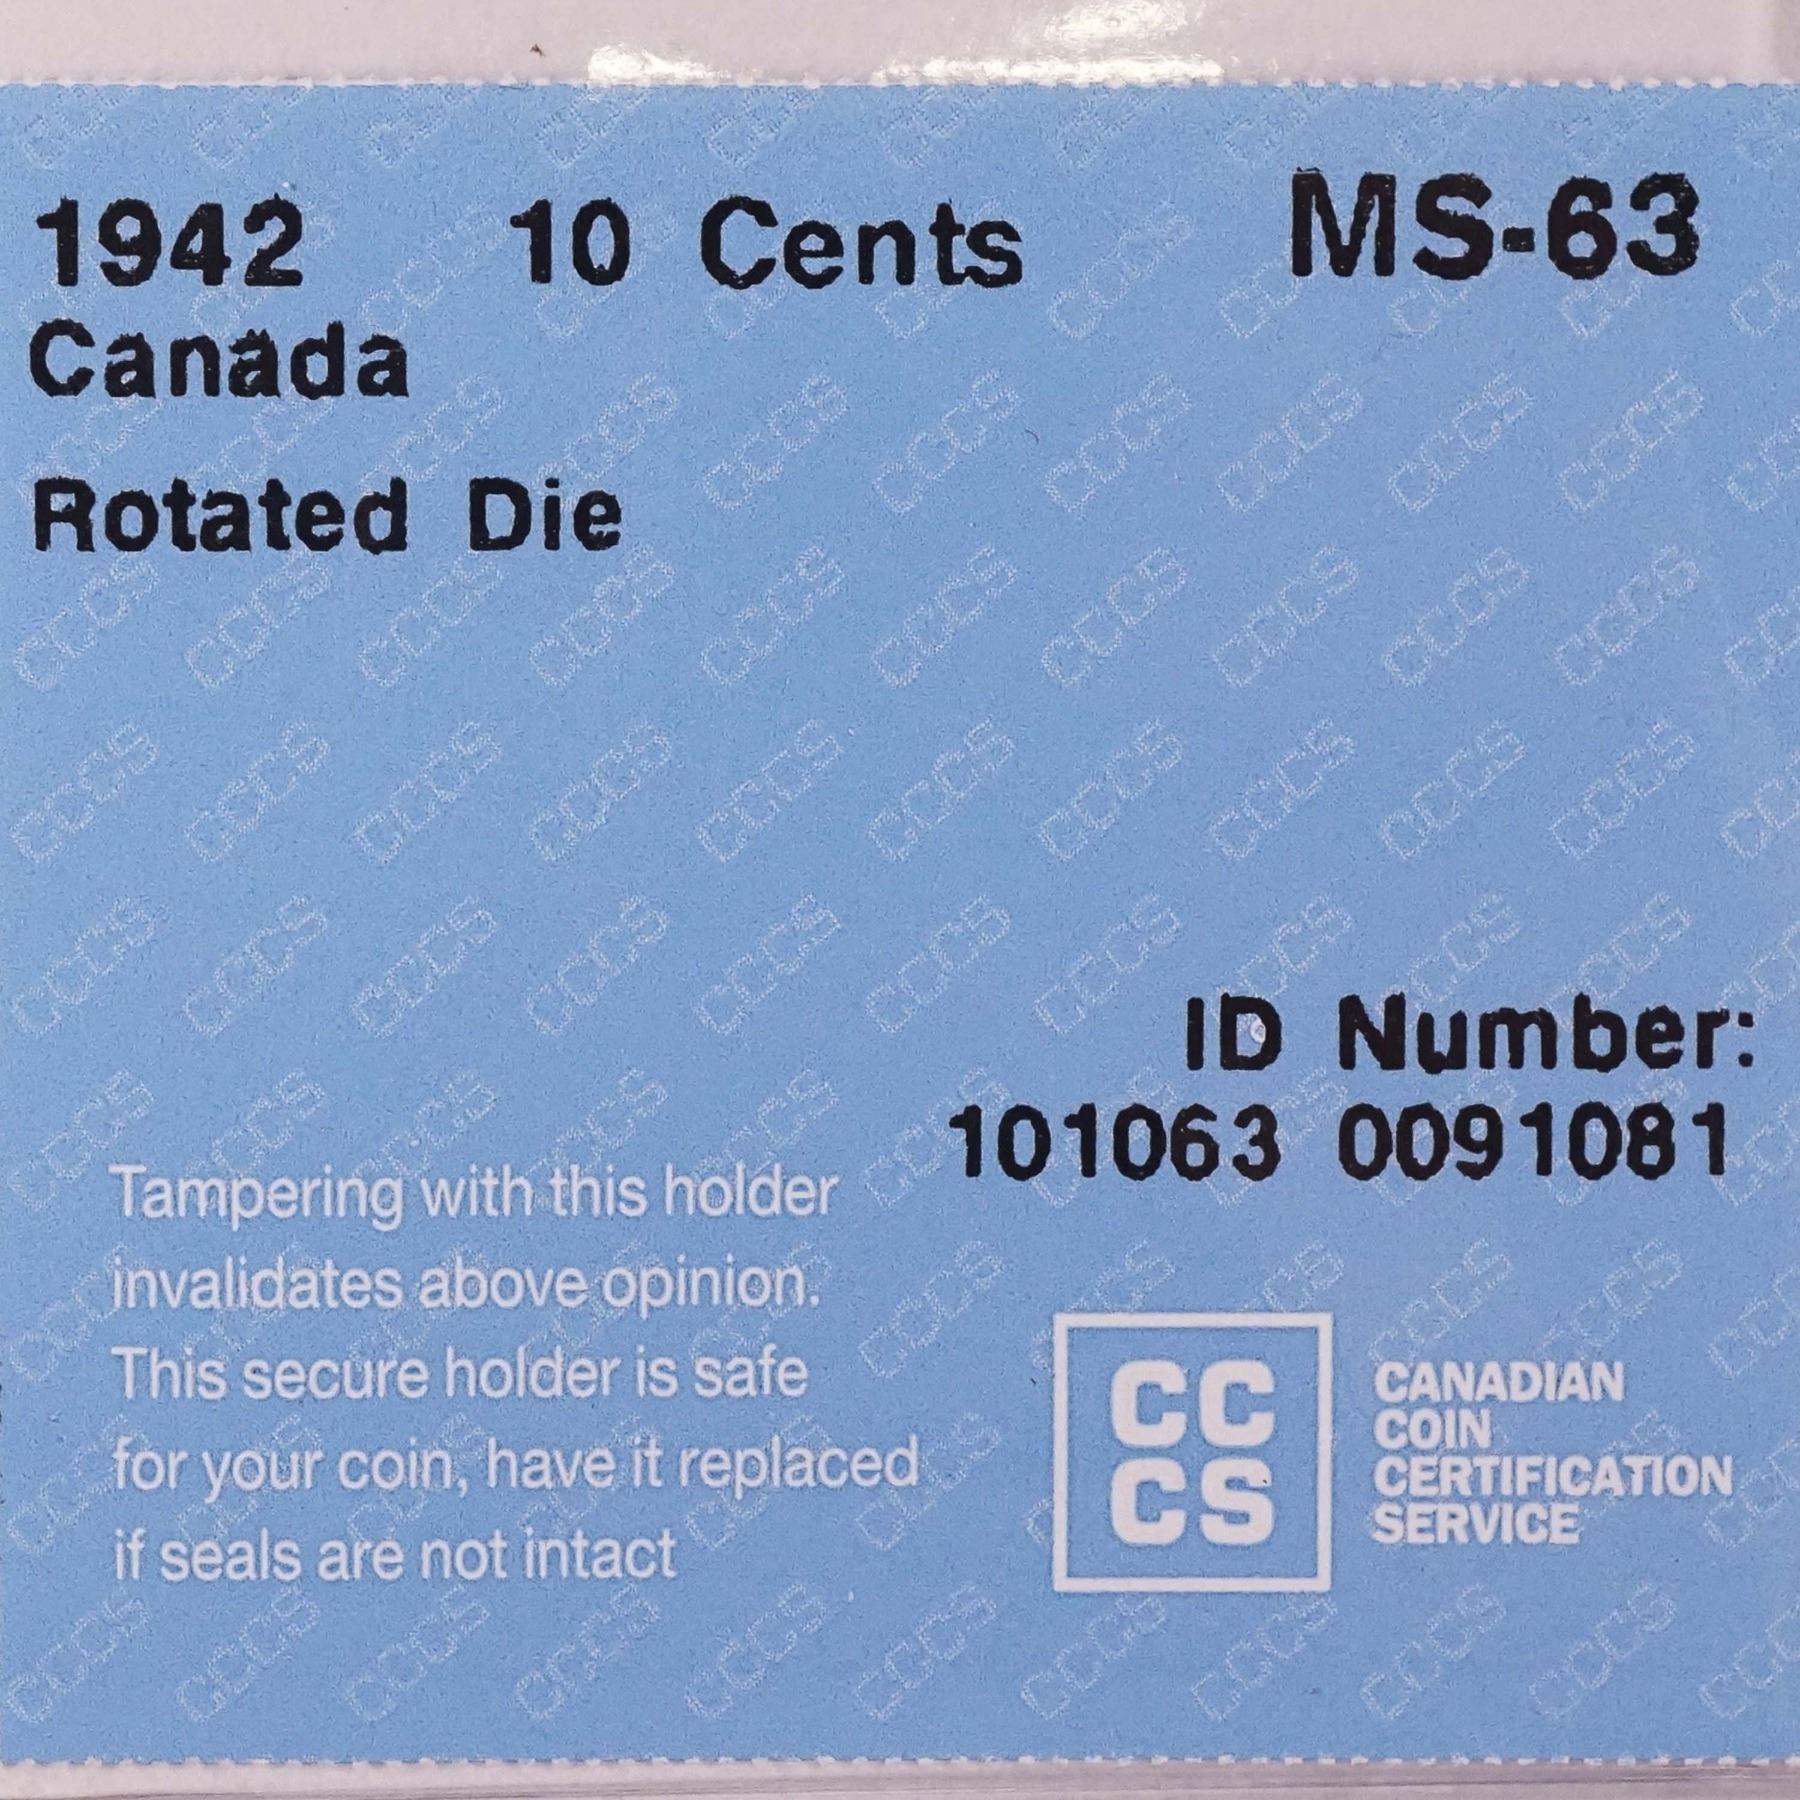 1942 10 Cents MS-63
Canada
Rotated Die
ID Number:
101063 0091081
Tampering with this holder
invalidates above opinion.
This secure holder is safe
for your coin, have it replaced
if seals are not intact
CC
CS
CANADIAN
COIN
CERTIFICATION
SERVICE